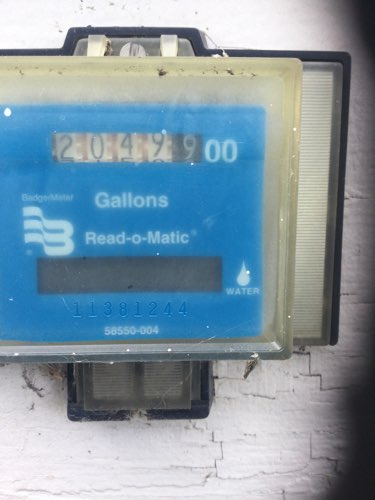 2049900
BadgerMeter
Gallons
Read-o-Matic®
WATER
11381244
58550-004